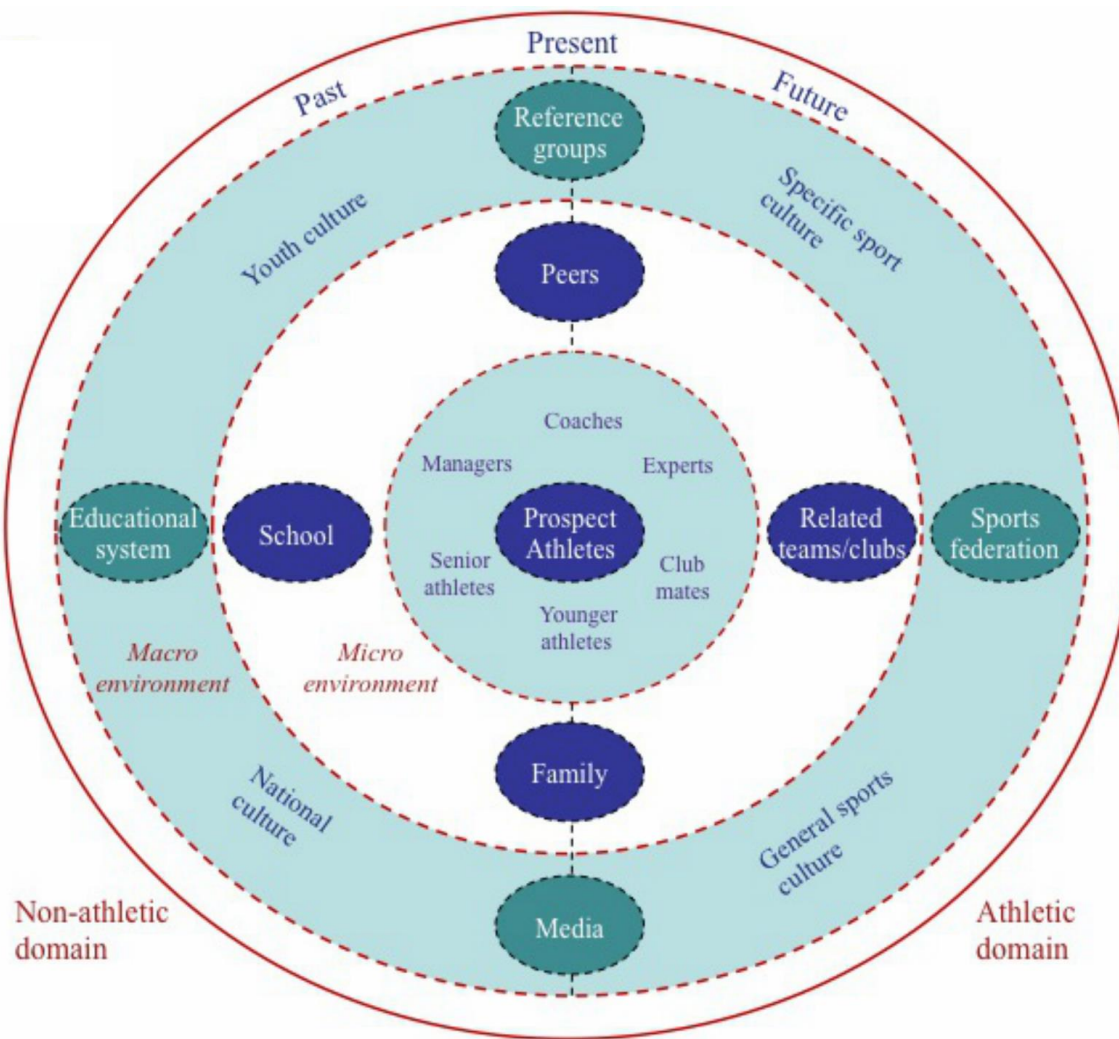 Present
Past
Future
Reference
groups
Youth culture
Specific sport
culture
Peers
Coaches
Managers
Experts
Educational
system
School
Prospect
Athletes
Related
teams/clubs
Sports
federation
Senior
athletes
Club
mates
Younger
athletes
Macro
environment
Micro
environment
Family
National
culture
General sports
culture
Media
Non-athletic
domain
Athletic
domain